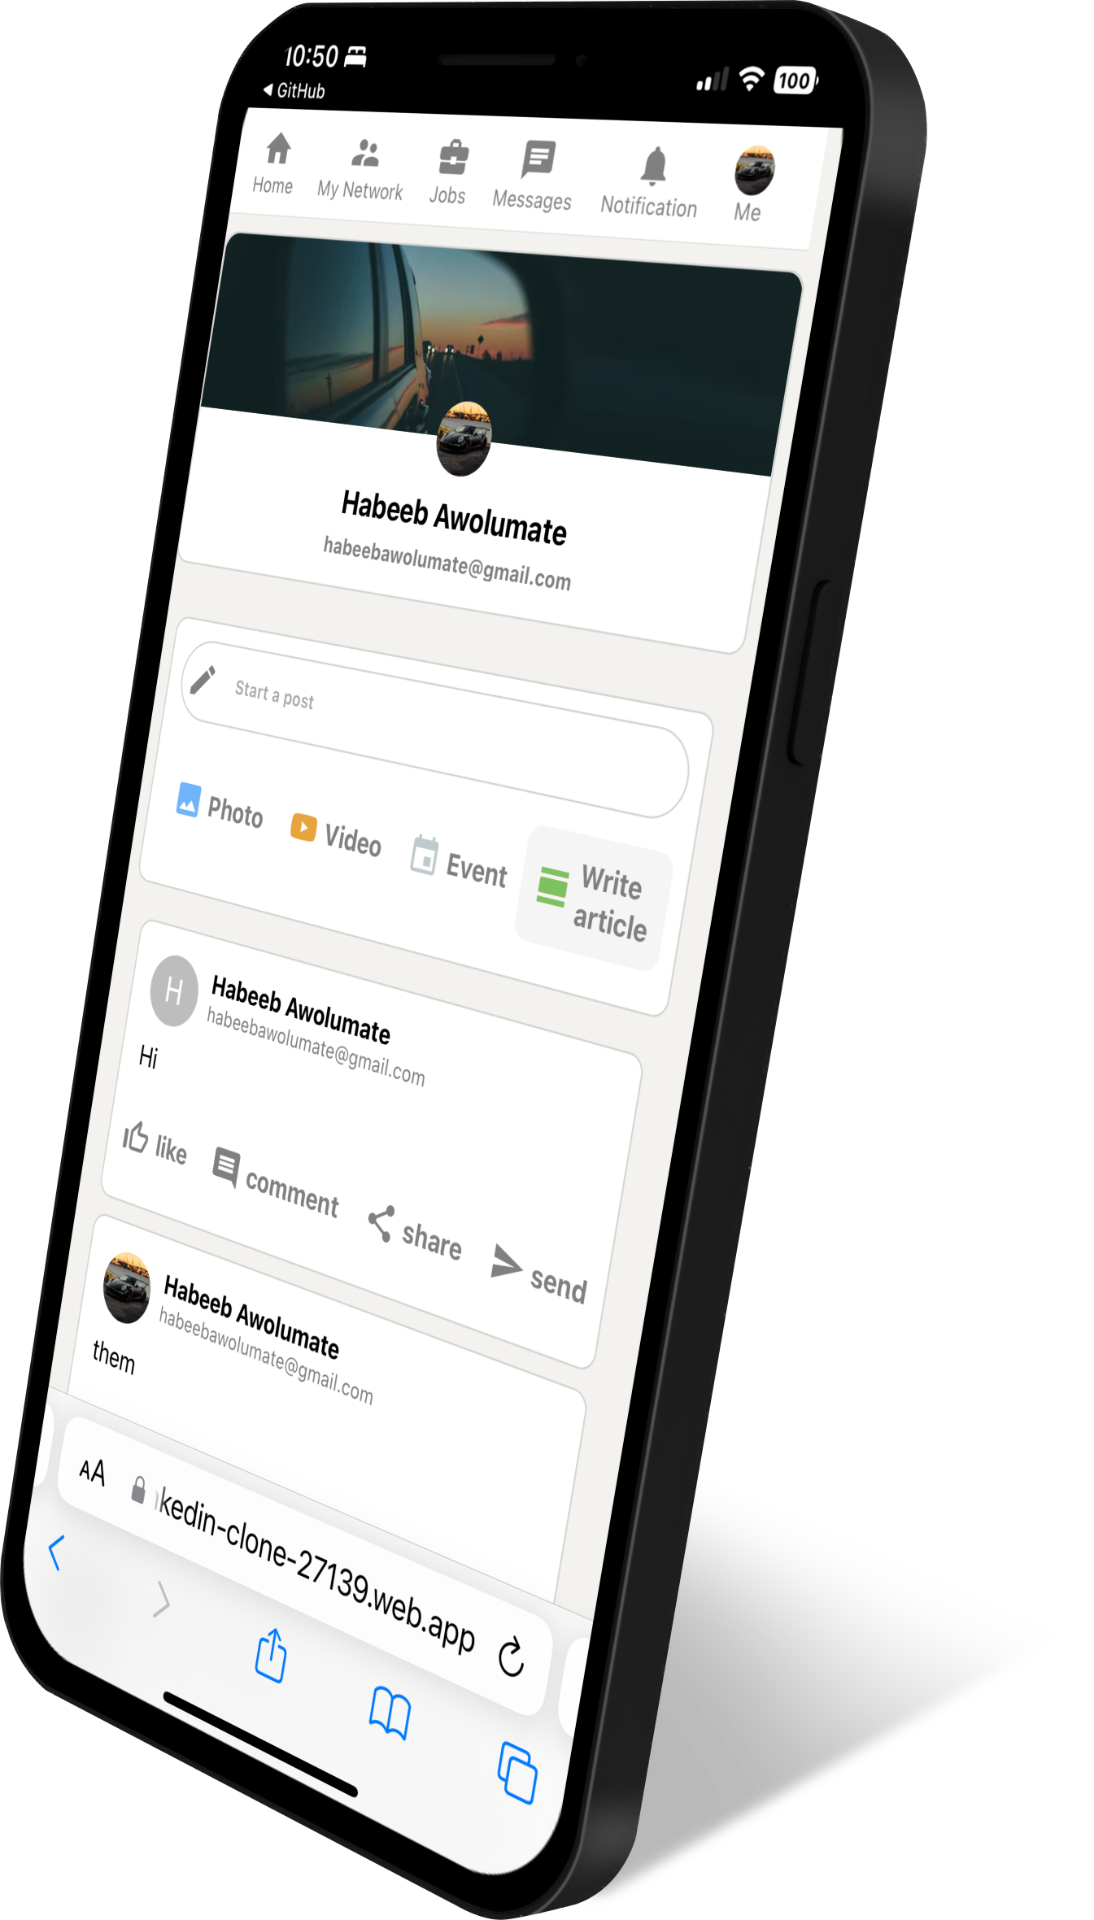 10:50
GitHub
100
Home
My Network
Jobs
Messages
Notification
Me
Habeeb Awolumate
habeebawolumate@gmail.com
Start a post
Photo
Video
Event
Write
article
H
Habeeb Awolumate
habeebawolumate@gmail.com
Hi
like
comment
share
send
Habeeb Awolumate
habeebawolumate@gmail.com
them
AA
kedin-clone-27139.web.app